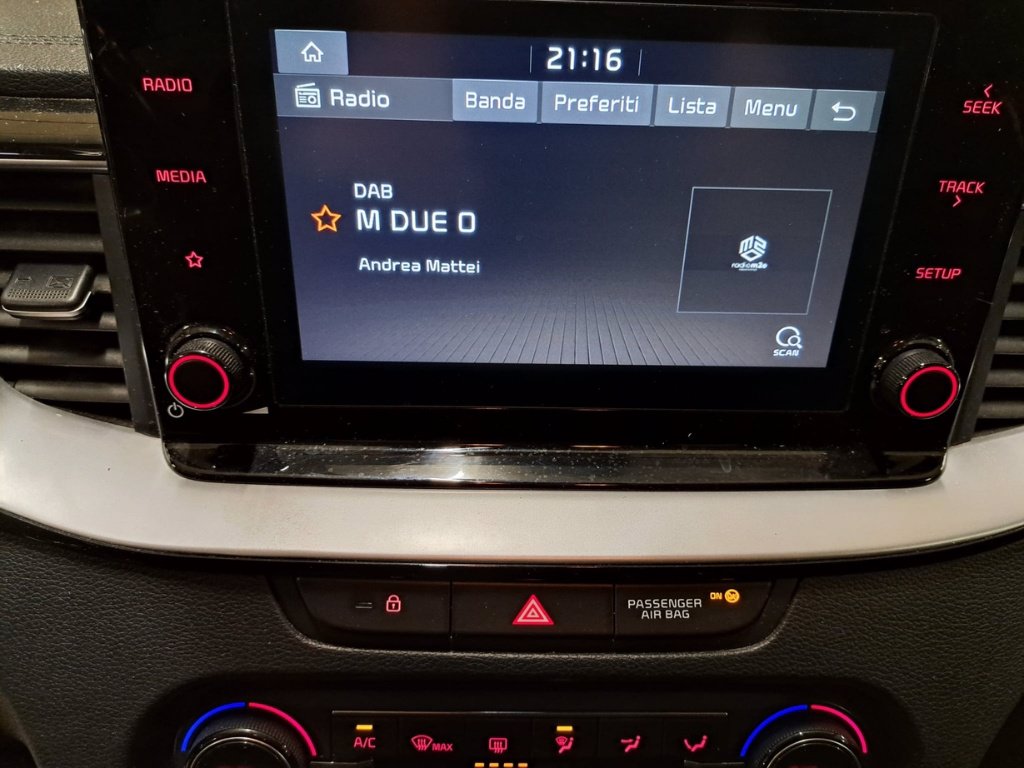 21:16
Radio
Banda
Preferiti
Lista
Menu
RADIO
SEEK
MEDIA
TRACK
DAB
M DUE O
Andrea Mattei
radiom2o
SETUP
SCAN
PASSENGER
AIR BAG
ON
A/C
MAX